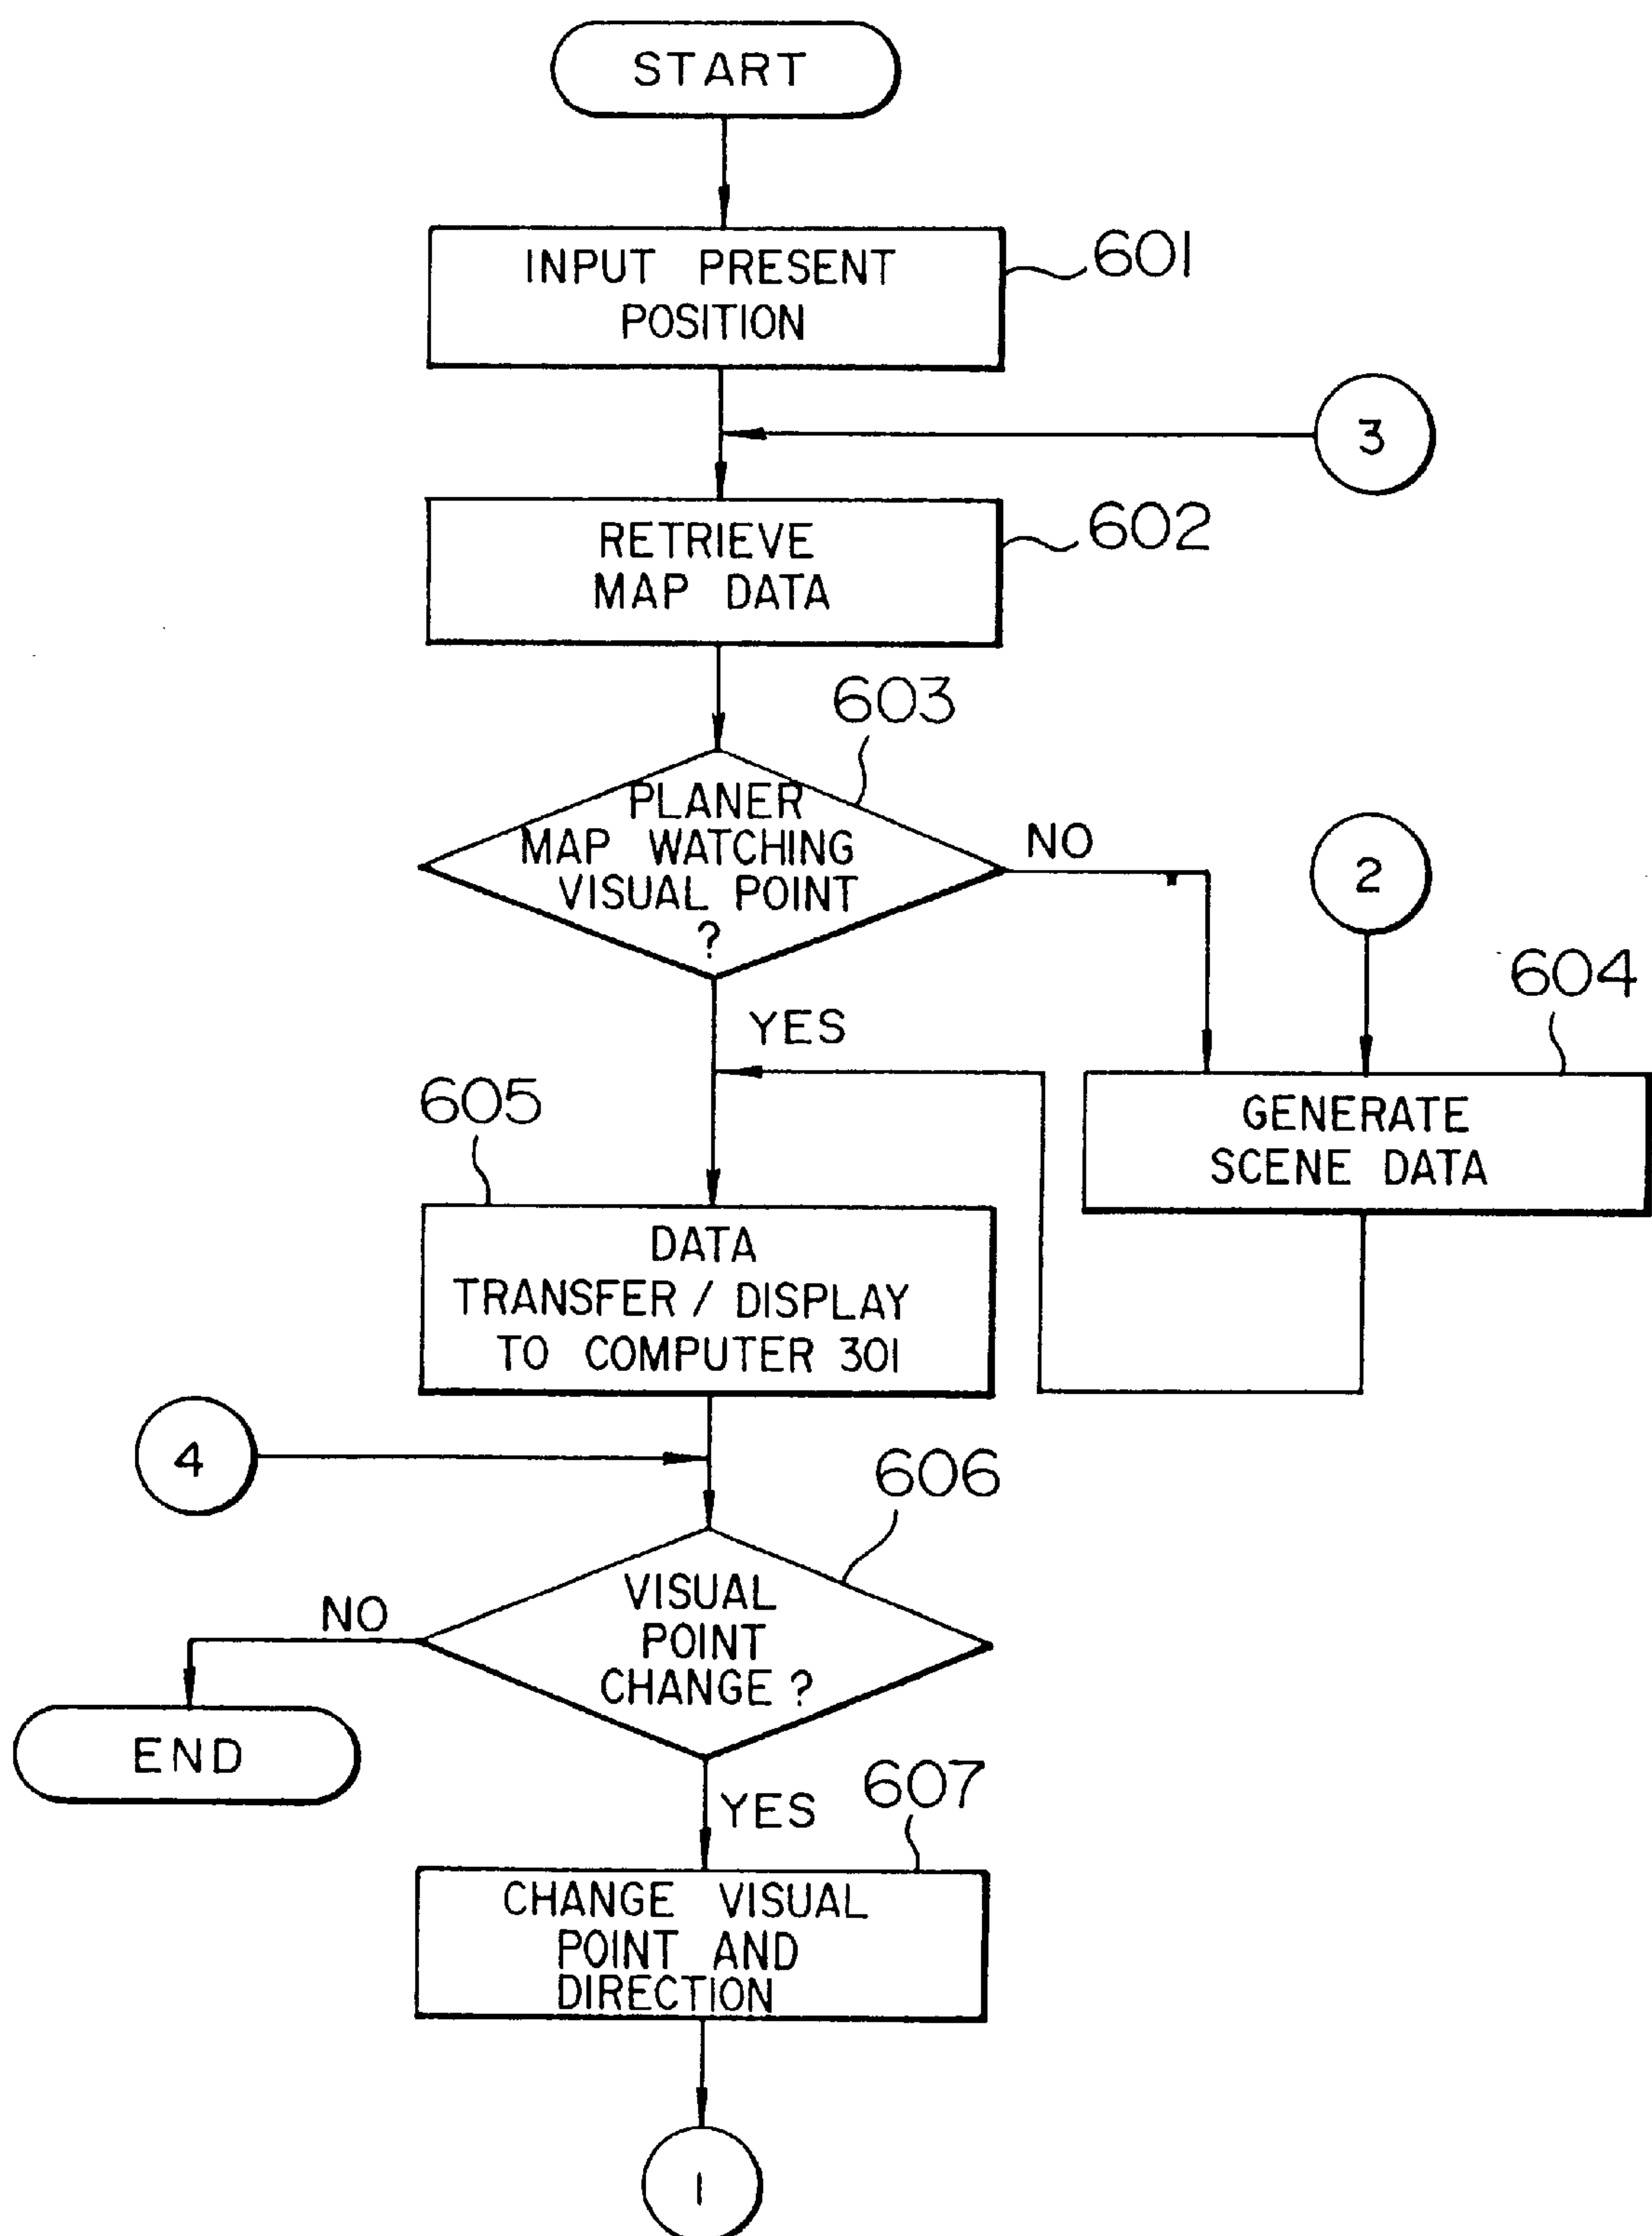 START
INPUT PRESENT
POSITION
601
3
RETRIEVE
MAP DATA
602
603
PLANER
MAP WATCHING
VISUAL POINT
?
NO
2
604
YES
GENERATE
SCENE DATA
605
DATA
TRANSFER / DISPLAY
TO COMPUTER 301
4
606
VISUAL
POINT
CHANGE ?
NO
END
YES
607
CHANGE VISUAL
POINT AND
DIRECTION
1